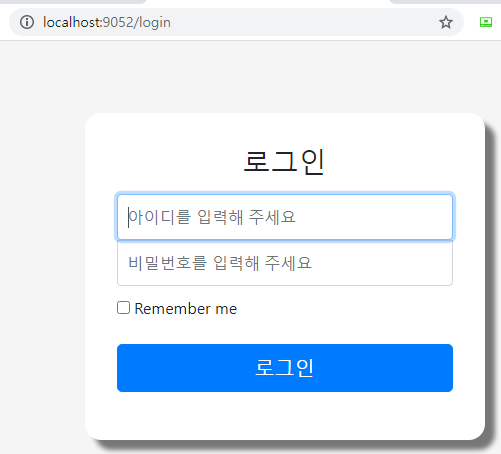 localhost:9052/login
로그인
아이디를 입력해 주세요
비밀번호를 입력해 주세요
Remember me
로그인